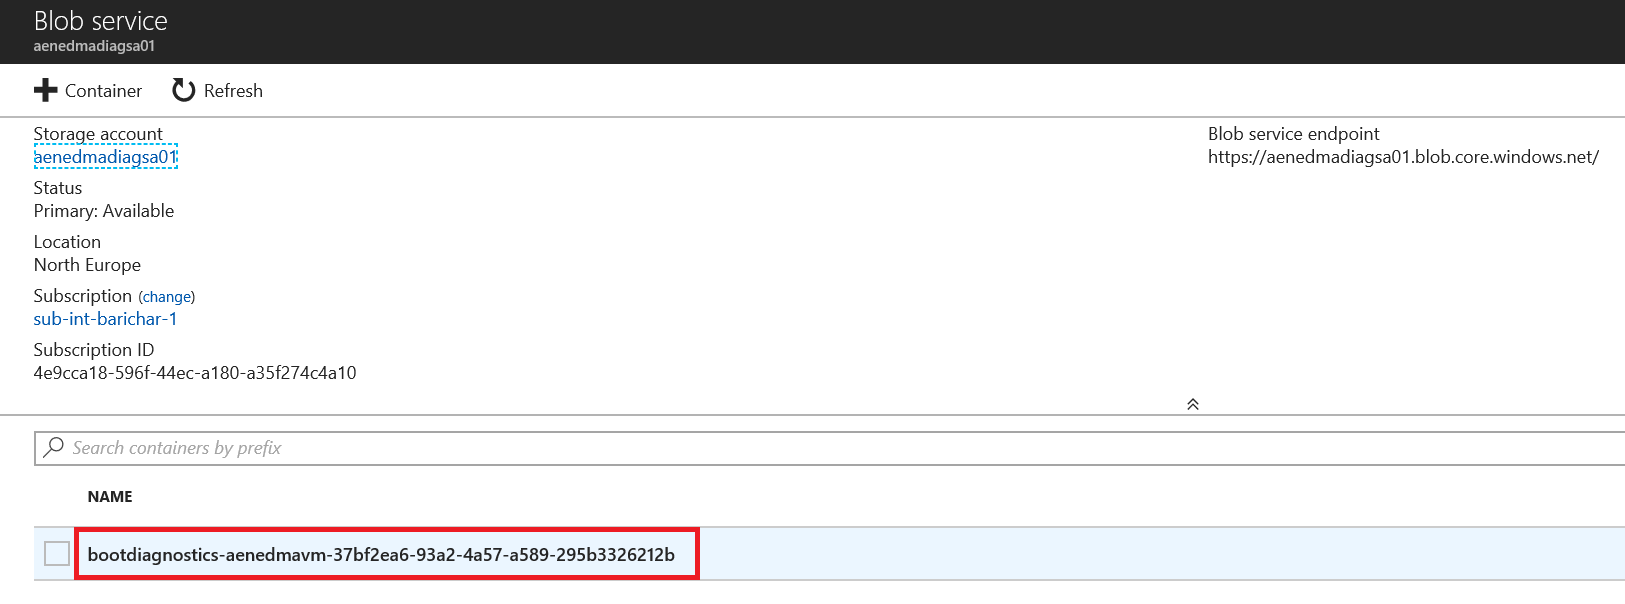 Blob service
aenedmadiagsa01
Container
Refresh
Storage account
aenedmadiagsa01
Status
Primary: Available
Location
North Europe
Subscription (change)
sub-int-barichar-1
Subscription ID
4e9cca18-596f-44ec-a180-a35f274c4a10
Blob service endpoint
https://aenedmadiagsa01.blob.core.windows.net/
Search containers by prefix
NAME
bootdiagnostics-aenedmavm-37bf2ea6-93a2-4a57-a589-295b3326212b